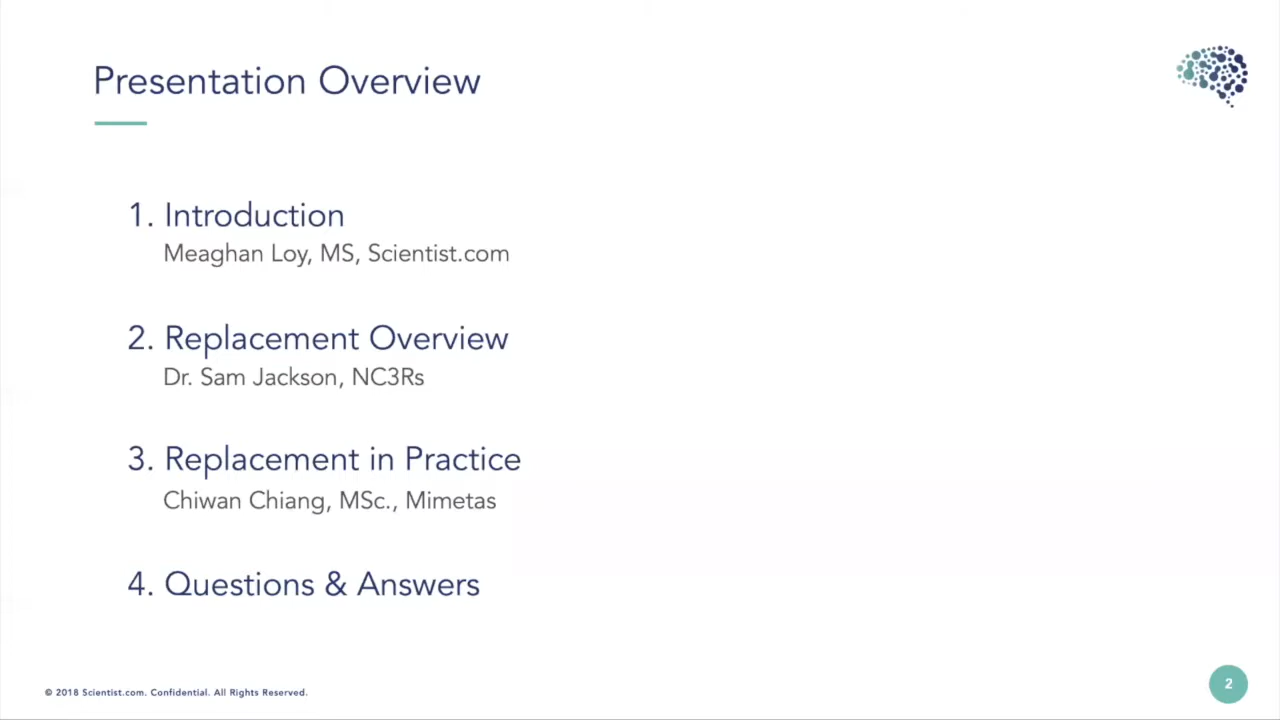 Presentation Overview
1. Introduction
Meaghan Loy, MS, Scientist.com
2. Replacement Overview
Dr. Sam Jackson, NC3Rs
3. Replacement in Practice
Chiwan Chiang, MSc., Mimetas
4. Questions & Answers
© 2018 Scientist.com. Confidential. All Rights Reserved.
2